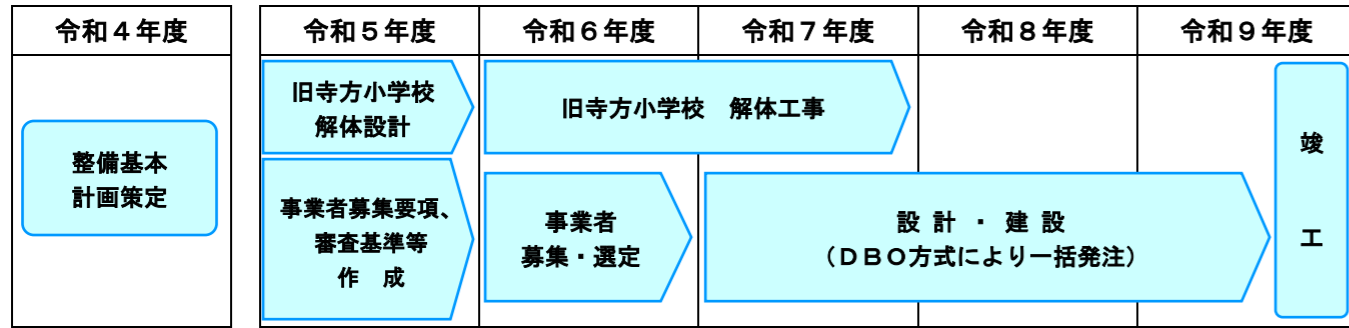 令和４年度
令和５年度
令和６年度
令和７年度
令和８年度
令和９年度
整備基本
計画策定
旧寺方小学校
解体設計
旧寺方小学校　解体工事
事業者募集要項、
審査基準等
作　成
事業者
募集・選定
設 計 ・ 建 設
（ＤＢＯ方式により一括発注）
竣
工